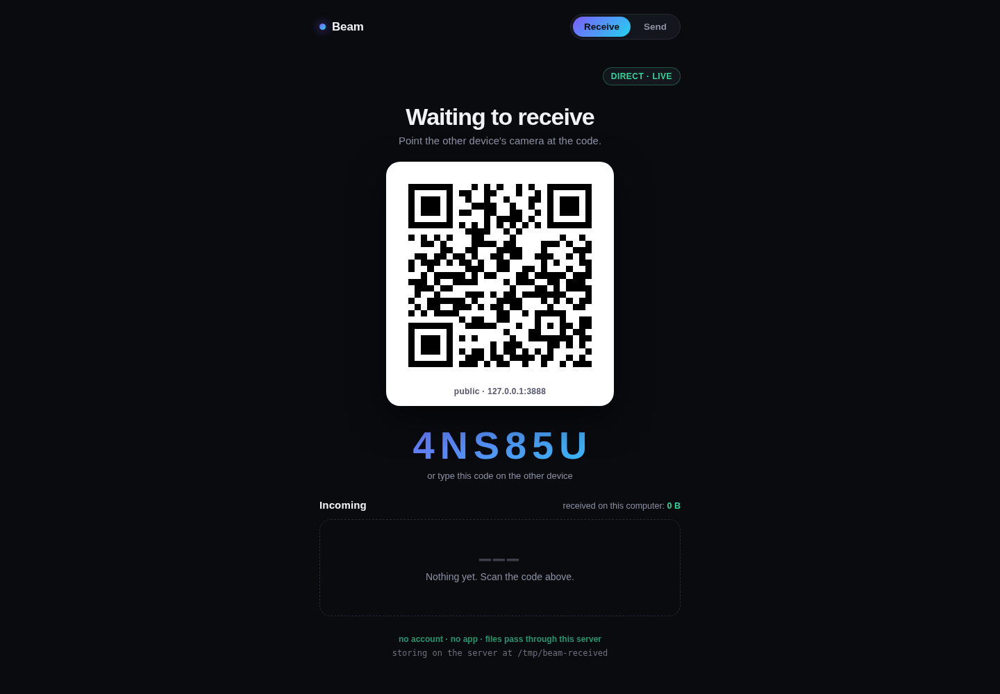 Beam
Receive
Send
DIRECT · LIVE
Waiting to receive
Point the other device's camera at the code.
public · 127.0.0.1:3888
4NS85U
or type this code on the other device
Incoming
received on this computer: 0 B
Nothing yet. Scan the code above.
no account · no app · files pass through this server
storing on the server at /tmp/beam-received